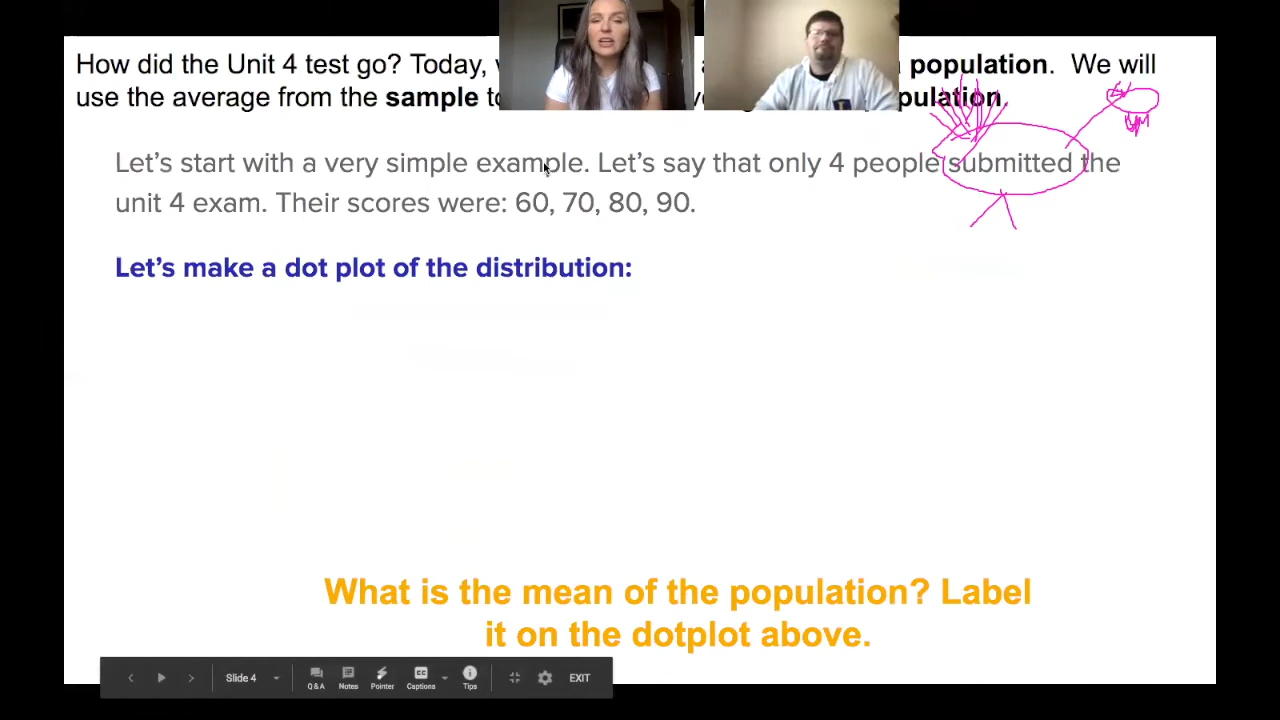 How did the Unit 4 test go? Today, population. We will
use the average from the sample to pulation.
Let's start with a very simple example. Let's say that only 4 people submitted the
unit 4 exam. Their scores were: 60, 70, 80, 90.
Let's make a dot plot of the distribution:
What is the mean of the population? Label
it on the dotplot above.
Slide 4 Q&A Notes Pointer Captions Tips EXIT